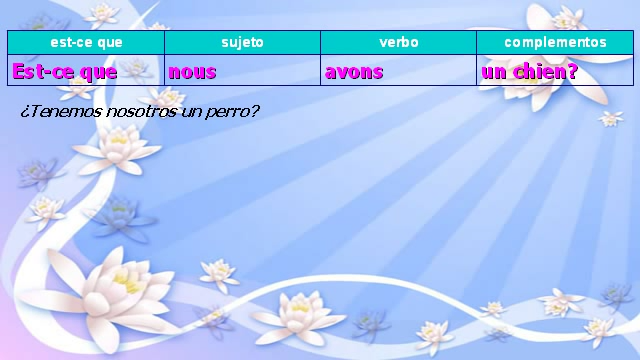 est-ce que sujeto verbo complementos
Est-ce que nous avons un chien?
¿Tenemos nosotros un perro?